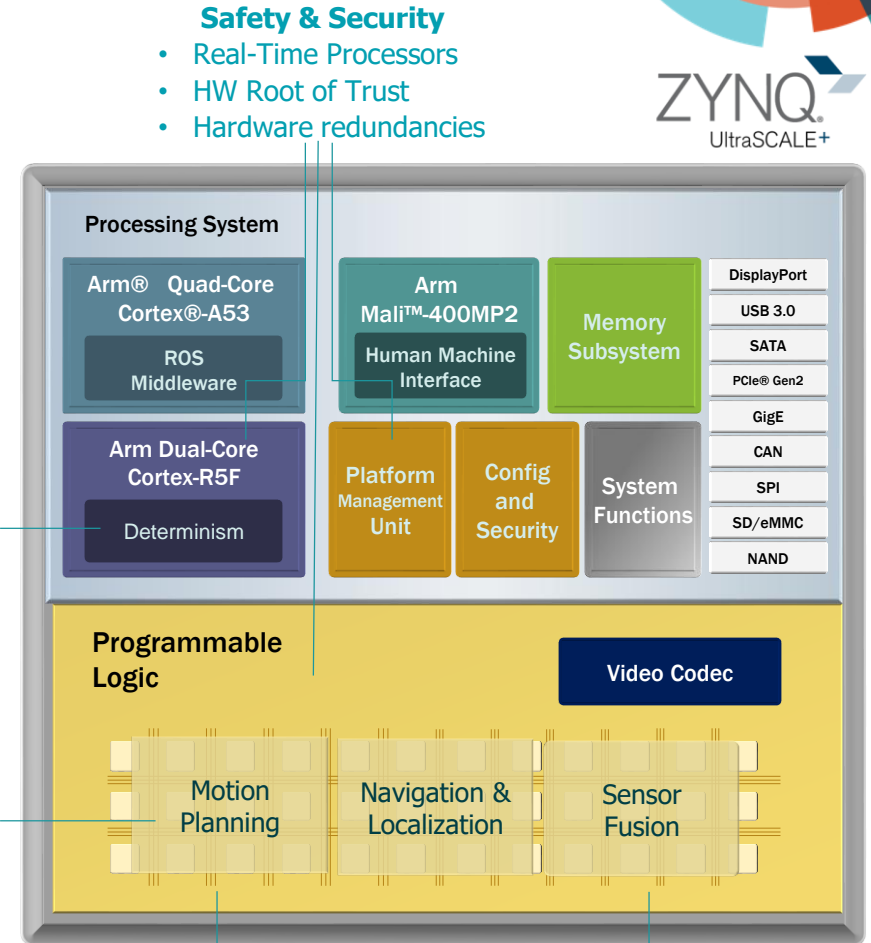 Safety & Security
• Real-Time Processors
• HW Root of Trust
• Hardware redundancies
ZYNQ®
UltraSCALE+
Processing System
Arm® Quad-Core
Cortex®-A53
ROS
Middleware
Arm
Mali™-400MP2
Human Machine
Interface
Memory
Subsystem
DisplayPort
USB 3.0
SATA
PCIe® Gen2
GigE
CAN
SPI
SD/eMMC
NAND
Arm Dual-Core
Cortex-R5F
Determinism
Platform
Management
Unit
Config
and
Security
System
Functions
Programmable
Logic
Video Codec
Motion
Planning
Navigation &
Localization
Sensor
Fusion